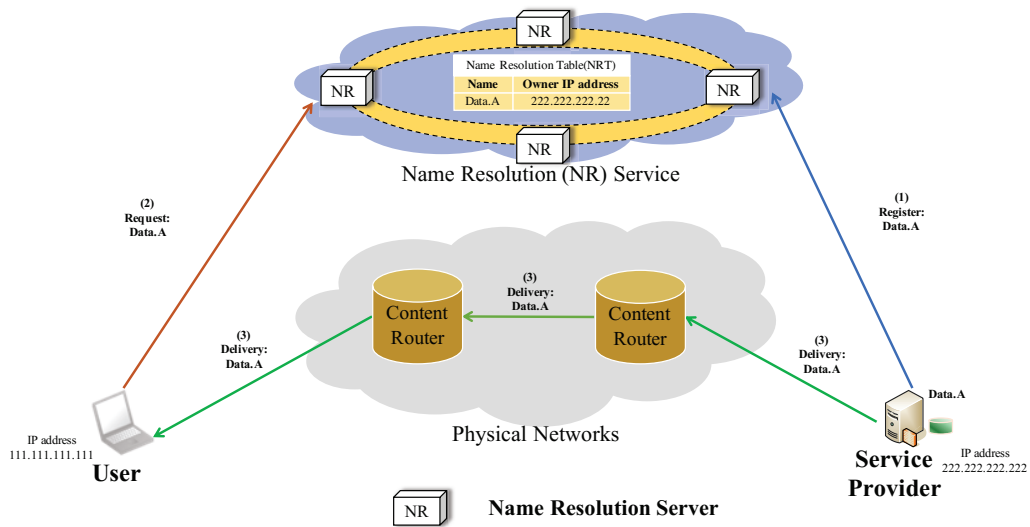 NR
Name Resolution Table(NRT)
Name Owner IP address
Data.A 222.222.222.22
NR
NR
NR
Name Resolution (NR) Service
(2)
Request:
Data.A
(1)
Register:
Data.A
(3)
Delivery:
Data.A
Content
Router
Content
Router
(3)
Delivery:
Data.A
(3)
Delivery:
Data.A
Data.A
Physical Networks
IP address
111.111.111.111
User
Service
Provider
IP address
222.222.222.222
NR
Name Resolution Server